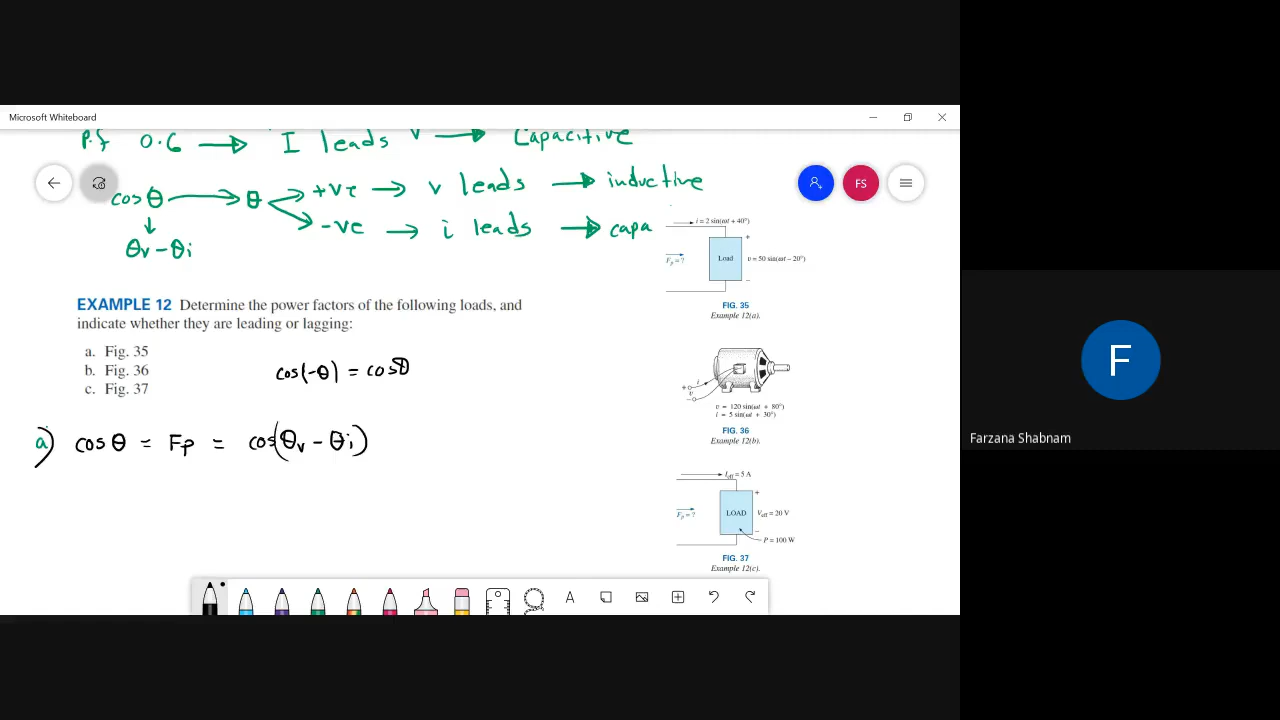 Microsoft Whiteboard
P.f 0.6 → I leads v → Capacitive
cosθ → θ → +ve → v leads → inductive
→ -ve → i leads → capa
↓
θv - θi
FS
i = 2 sin(ωt + 40°)
+
Fp = ?
Load
υ = 50 sin(ωt – 20°)
–
FIG. 35
Example 12(a).
EXAMPLE 12 Determine the power factors of the following loads, and
indicate whether they are leading or lagging:
a. Fig. 35
b. Fig. 36
c. Fig. 37
cos(-θ) = cosθ
a) cosθ = Fp = cos(θv - θi)
+
i
υ
–
υ = 120 sin(ωt + 80°)
i = 5 sin(ωt + 30°)
FIG. 36
Example 12(b).
Ieff = 5 A
+
Fp = ?
LOAD
Veff = 20 V
–
P = 100 W
FIG. 37
Example 12(c).
A
F
Farzana Shabnam